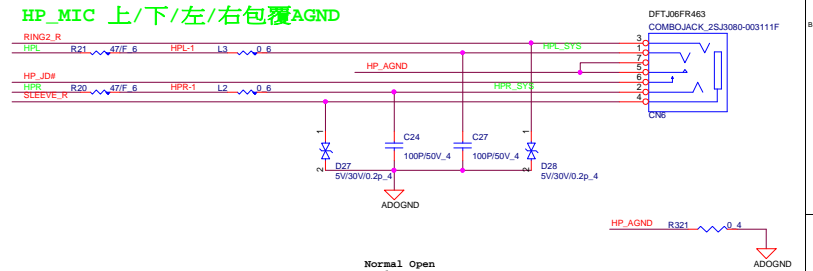 HP_MIC 上/下/左/右包覆AGND
DFTJ06FR463
COMBOJACK_2SJ3080-003111F
B
RING2_R
3
HPL
R21
47/F_6
HPL-1
L3
0_6
HPL_SYS
1
7
HP_AGND
5
HP_JD#
6
HPR
R20
47/F_6
HPR-1
L2
0_6
HPR_SYS
2
SLEEVE_R
4
CN6
1
2
D27
5V/30V/0.2p_4
C24
100P/50V_4
C27
100P/50V_4
1
2
D28
5V/30V/0.2p_4
ADOGND
HP_AGND
R321
0_4
ADOGND
Normal Open